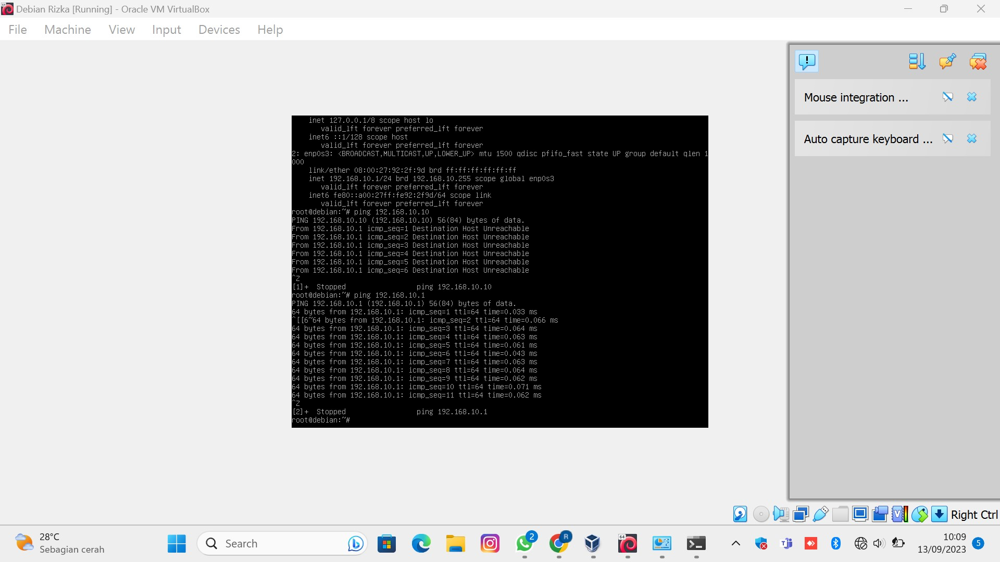 Debian Rizka [Running] - Oracle VM VirtualBox
File Machine View Input Devices Help
Mouse integration ...
Auto capture keyboard ...
inet 127.0.0.1/8 scope host lo
valid_lft forever preferred_lft forever
inet6 ::1/128 scope host
valid_lft forever preferred_lft forever
2: enp0s3: <BROADCAST,MULTICAST,UP,LOWER_UP> mtu 1500 qdisc pfifo_fast state UP group default qlen 1
000
link/ether 08:00:27:92:2f:9d brd ff:ff:ff:ff:ff:ff
inet 192.168.10.1/24 brd 192.168.10.255 scope global enp0s3
valid_lft forever preferred_lft forever
inet6 fe80::a00:27ff:fe92:2f9d/64 scope link
valid_lft forever preferred_lft forever
root@debian:~# ping 192.168.10.10
PING 192.168.10.10 (192.168.10.10) 56(84) bytes of data.
From 192.168.10.1 icmp_seq=1 Destination Host Unreachable
From 192.168.10.1 icmp_seq=2 Destination Host Unreachable
From 192.168.10.1 icmp_seq=3 Destination Host Unreachable
From 192.168.10.1 icmp_seq=4 Destination Host Unreachable
From 192.168.10.1 icmp_seq=5 Destination Host Unreachable
From 192.168.10.1 icmp_seq=6 Destination Host Unreachable
^Z
[1]+  Stopped                 ping 192.168.10.10
root@debian:~# ping 192.168.10.1
PING 192.168.10.1 (192.168.10.1) 56(84) bytes of data.
64 bytes from 192.168.10.1: icmp_seq=1 ttl=64 time=0.033 ms
^[[6~64 bytes from 192.168.10.1: icmp_seq=2 ttl=64 time=0.066 ms
64 bytes from 192.168.10.1: icmp_seq=3 ttl=64 time=0.064 ms
64 bytes from 192.168.10.1: icmp_seq=4 ttl=64 time=0.063 ms
64 bytes from 192.168.10.1: icmp_seq=5 ttl=64 time=0.061 ms
64 bytes from 192.168.10.1: icmp_seq=6 ttl=64 time=0.043 ms
64 bytes from 192.168.10.1: icmp_seq=7 ttl=64 time=0.063 ms
64 bytes from 192.168.10.1: icmp_seq=8 ttl=64 time=0.064 ms
64 bytes from 192.168.10.1: icmp_seq=9 ttl=64 time=0.062 ms
64 bytes from 192.168.10.1: icmp_seq=10 ttl=64 time=0.071 ms
64 bytes from 192.168.10.1: icmp_seq=11 ttl=64 time=0.062 ms
^Z
[2]+  Stopped                 ping 192.168.10.1
root@debian:~#
Right Ctrl
28°C
Sebagian cerah
Search
2
R
64
10:09
13/09/2023
5